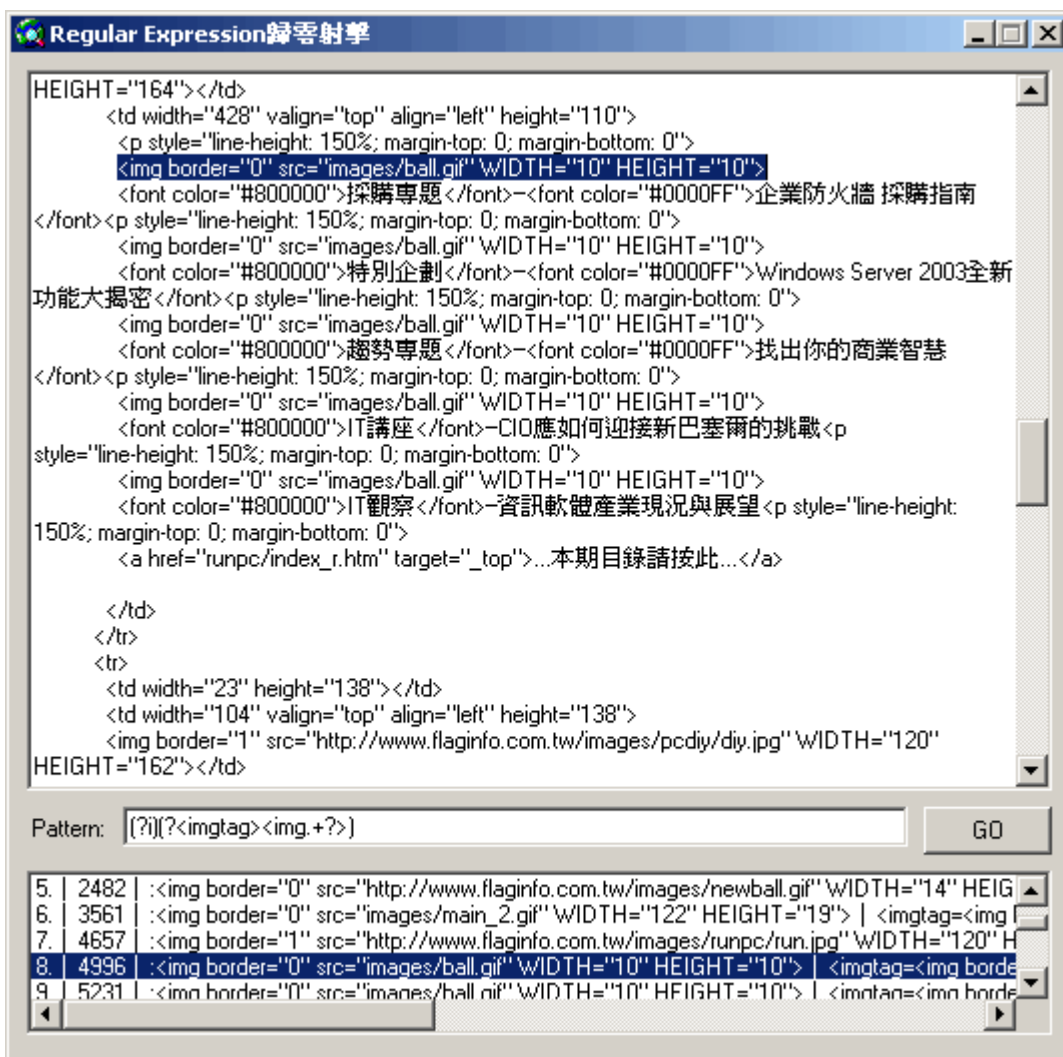 Regular Expression歸零射擊
HEIGHT="164"></td>
<td width="428" valign="top" align="left" height="110">
<p style="line-height: 150%; margin-top: 0; margin-bottom: 0">
<img border="0" src="images/ball.gif" WIDTH="10" HEIGHT="10">
<font color="#800000">採購專題</font>-<font color="#0000FF">企業防火牆 採購指南
</font><p style="line-height: 150%; margin-top: 0; margin-bottom: 0">
<img border="0" src="images/ball.gif" WIDTH="10" HEIGHT="10">
<font color="#800000">特別企劃</font>-<font color="#0000FF">Windows Server 2003全新
功能大揭密</font><p style="line-height: 150%; margin-top: 0; margin-bottom: 0">
<img border="0" src="images/ball.gif" WIDTH="10" HEIGHT="10">
<font color="#800000">趨勢專題</font>-<font color="#0000FF">找出你的商業智慧
</font><p style="line-height: 150%; margin-top: 0; margin-bottom: 0">
<img border="0" src="images/ball.gif" WIDTH="10" HEIGHT="10">
<font color="#800000">IT講座</font>-CIO應如何迎接新巴塞爾的挑戰<p
style="line-height: 150%; margin-top: 0; margin-bottom: 0">
<img border="0" src="images/ball.gif" WIDTH="10" HEIGHT="10">
<font color="#800000">IT觀察</font>-資訊軟體產業現況與展望<p style="line-height:
150%; margin-top: 0; margin-bottom: 0">
<a href="runpc/index_r.htm" target="_top">...本期目錄請按此...</a>
</td>
</tr>
<tr>
<td width="23" height="138"></td>
<td width="104" valign="top" align="left" height="138">
<img border="1" src="http://www.flaginfo.com.tw/images/pcdiy/diy.jpg" WIDTH="120"
HEIGHT="162"></td>
Pattern: (?i)(?<imgtag><img.+?>)
GO
5. | 2482 | :<img border="0" src="http://www.flaginfo.com.tw/images/newball.gif" WIDTH="14" HEIG
6. | 3561 | :<img border="0" src="images/main_2.gif" WIDTH="122" HEIGHT="19"> | <imgtag=<img
7. | 4657 | :<img border="1" src="http://www.flaginfo.com.tw/images/runpc/run.jpg" WIDTH="120" H
8. | 4996 | :<img border="0" src="images/ball.gif" WIDTH="10" HEIGHT="10"> | <imgtag=<img borde
9. | 5231 | :<img border="0" src="images/ball.gif" WIDTH="10" HEIGHT="10"> | <imgtag=<img borde